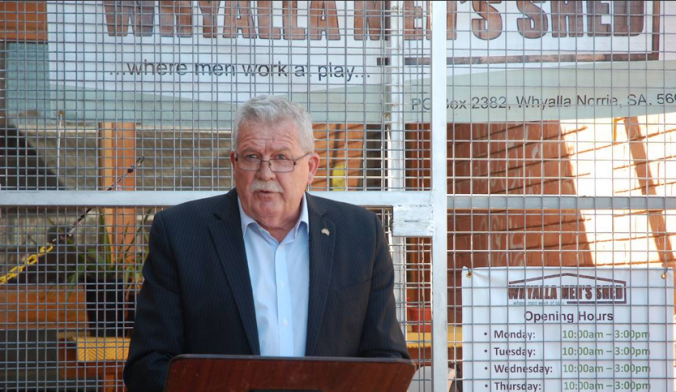 WHYALLA MEN'S SHED
...where men work at play...
PO Box 2382, Whyalla Norrie, SA. 56
WHYALLA MEN'S SHED
Opening Hours
• Monday: 10:00am – 3:00pm
• Tuesday: 10:00am – 3:00pm
• Wednesday: 10:00am – 3:00pm
• Thursday: 10:00am – 3:00pm